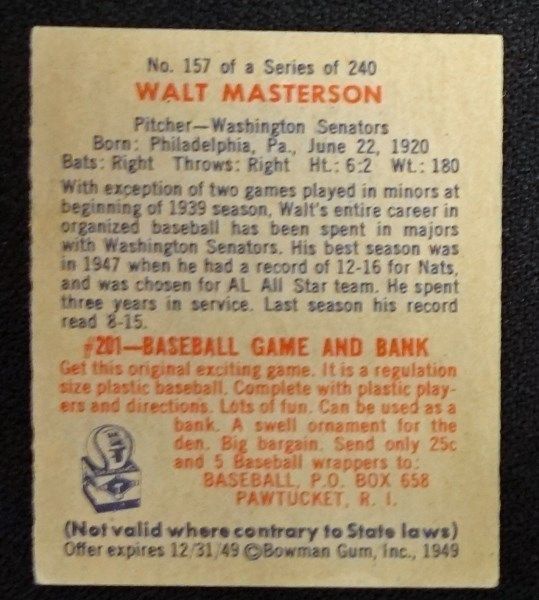 No. 157 of a Series of 240
WALT MASTERSON
Pitcher—Washington Senators
Born: Philadelphia, Pa., June 22, 1920
Bats: Right Throws: Right Ht.: 6:2 Wt.: 180
With exception of two games played in minors at
beginning of 1939 season, Walt's entire career in
organized baseball has been spent in majors
with Washington Senators. His best season was
in 1947 when he had a record of 12-16 for Nats,
and was chosen for AL All Star team. He spent
three years in service. Last season his record
read 8-15.
#201—BASEBALL GAME AND BANK
Get this original exciting game. It is a regulation
size plastic baseball. Complete with plastic play-
ers and directions. Lots of fun. Can be used as a
bank. A swell ornament for the
den. Big bargain. Send only 25c
and 5 Baseball wrappers to:
BASEBALL, P.O. BOX 658
PAWTUCKET, R. I.
(Not valid where contrary to State laws)
Offer expires 12/31/49 ©Bowman Gum, Inc., 1949